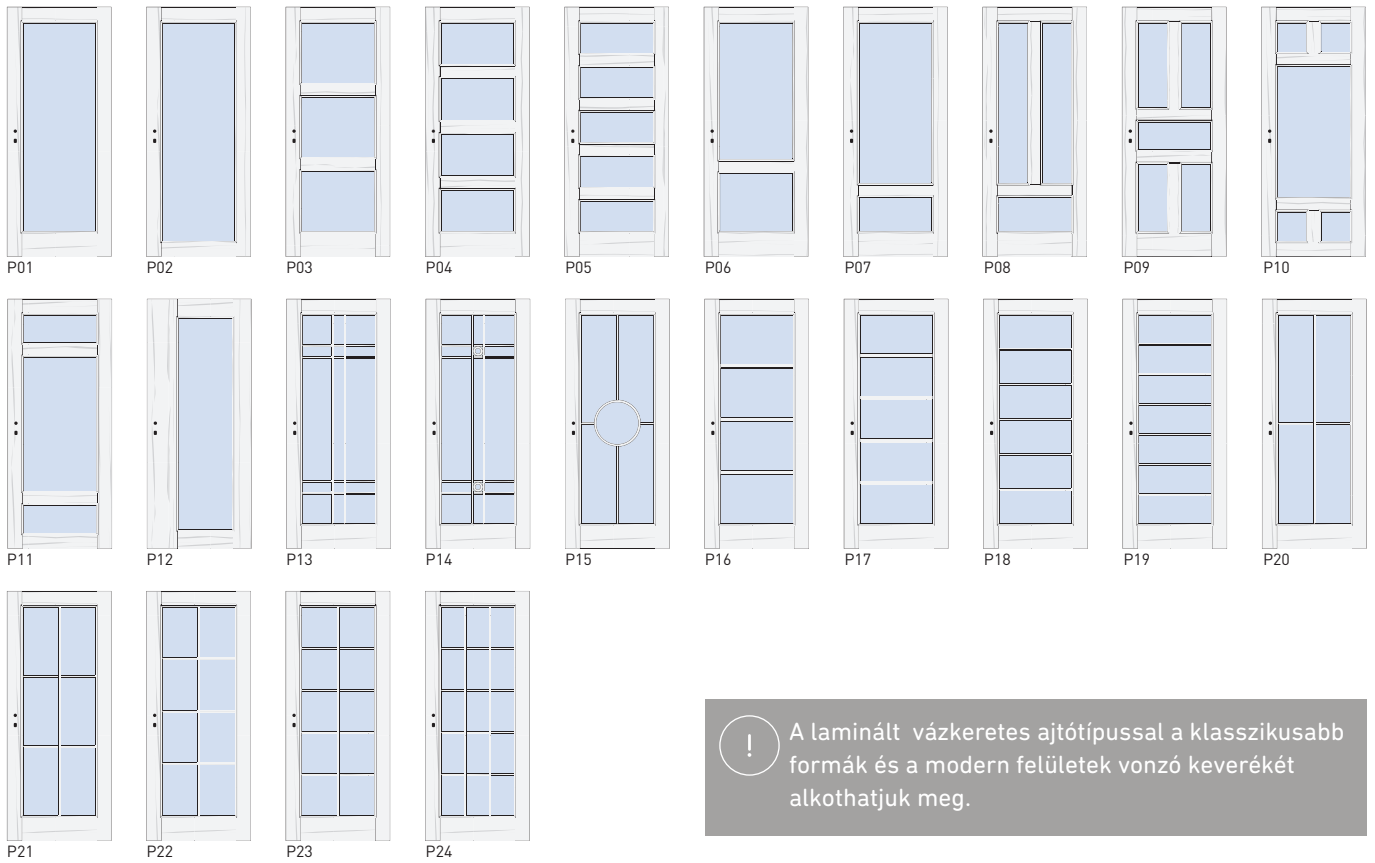 P01 P02 P03 P04 P05 P06 P07 P08 P09 P10
P11 P12 P13 P14 P15 P16 P17 P18 P19 P20
! A laminált vázkeretes ajtótípussal a klasszikusabb
formák és a modern felületek vonzó keverékét
alkothatjuk meg.
P21 P22 P23 P24